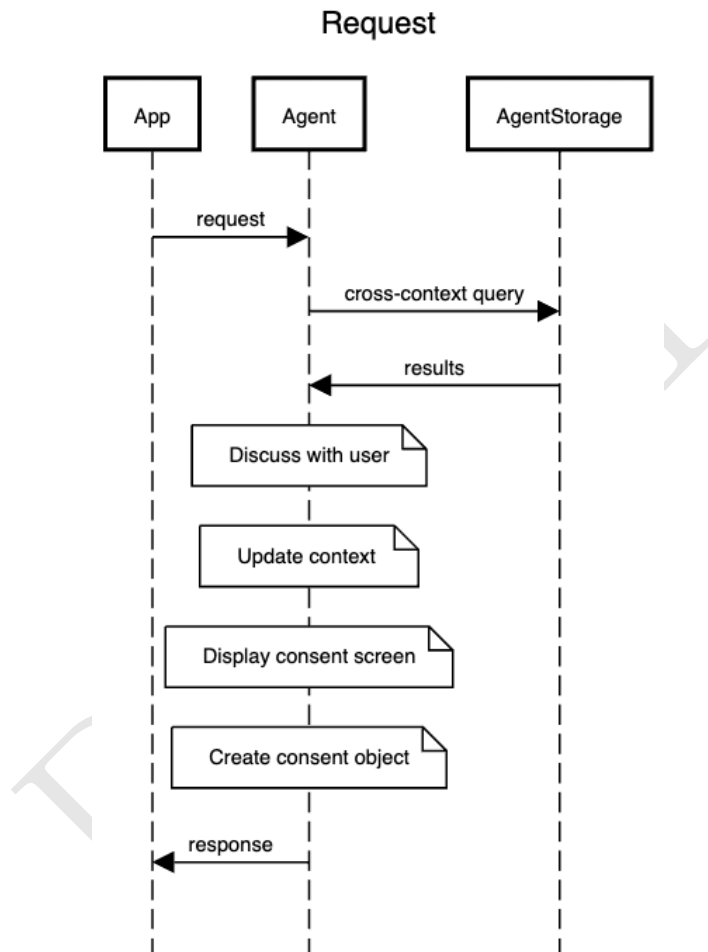 Request
App
Agent
AgentStorage
request
cross-context query
results
Discuss with user
Update context
Display consent screen
Create consent object
response